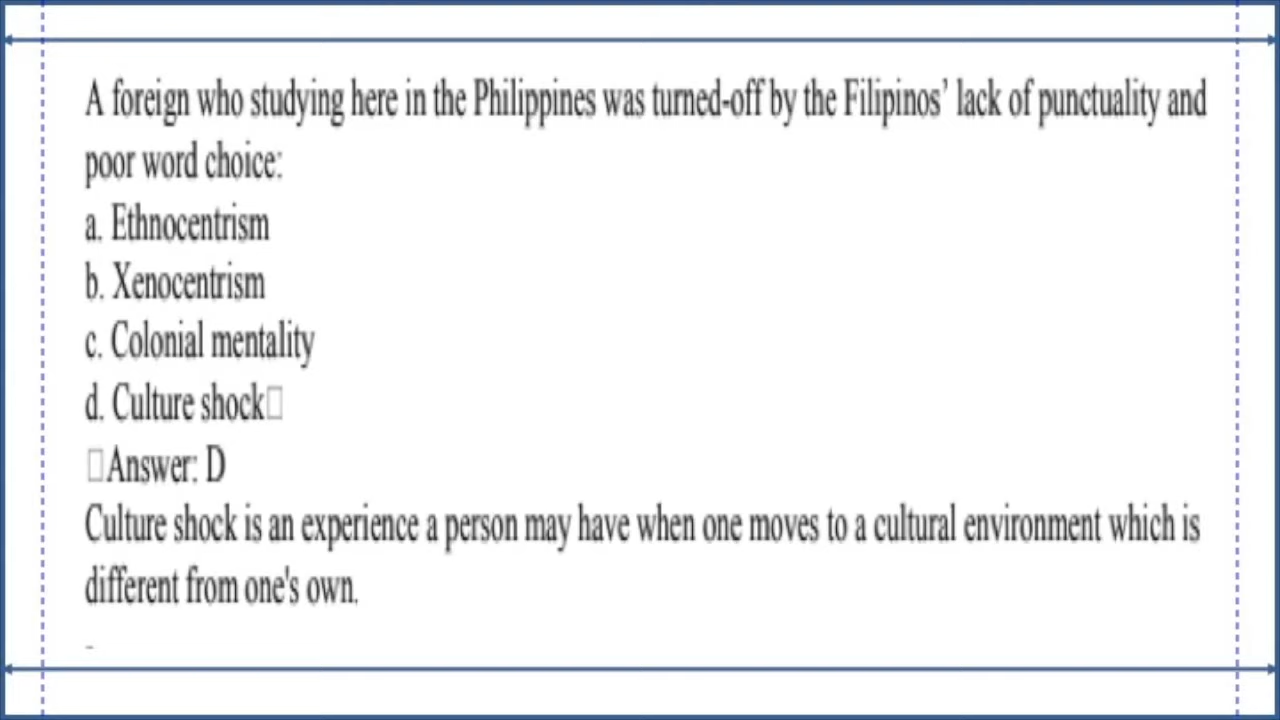 A foreign who studying here in the Philippines was turned-off by the Filipinos’ lack of punctuality and
poor word choice:
a. Ethnocentrism
b. Xenocentrism
c. Colonial mentality
d. Culture shock
Answer: D
Culture shock is an experience a person may have when one moves to a cultural environment which is
different from one's own.